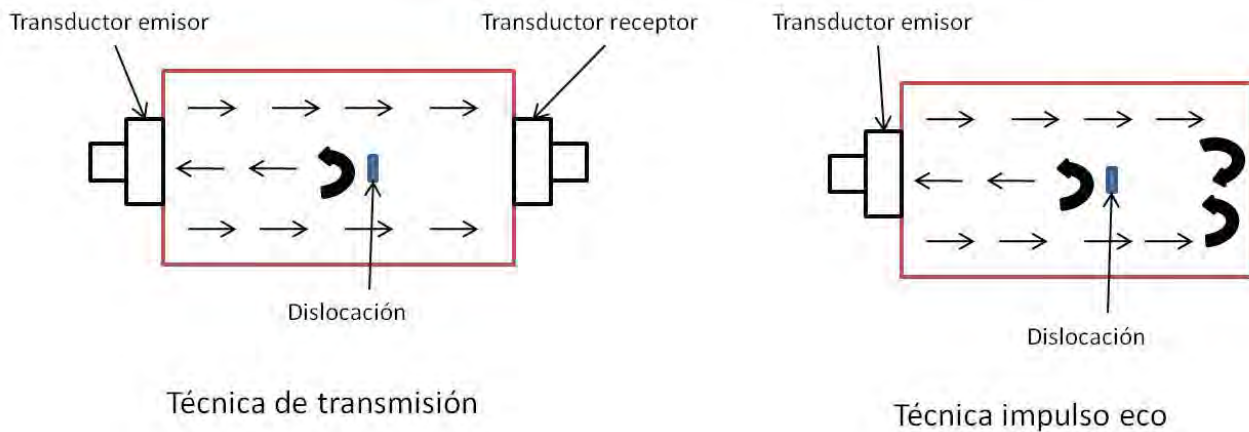 Transductor emisor
Transductor receptor
Dislocación
Técnica de transmisión
Transductor emisor
Dislocación
Técnica impulso eco